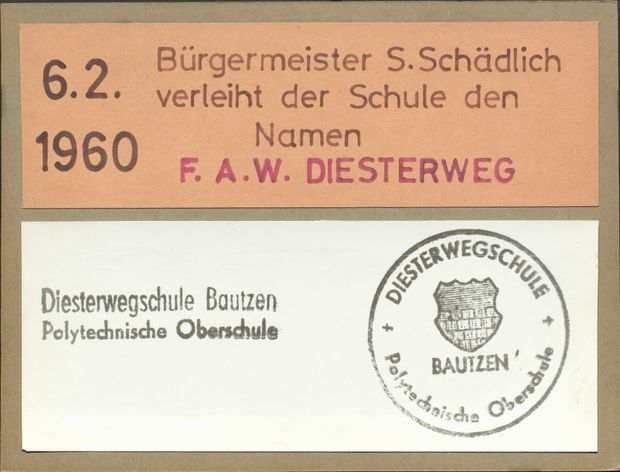 6.2.
1960
Bürgermeister S. Schädlich
verleiht der Schule den
Namen
F. A. W. DIESTERWEG
Diesterwegschule Bautzen
Polytechnische Oberschule
DIESTERWEGSCHULE
BAUTZEN
Polytechnische Oberschule